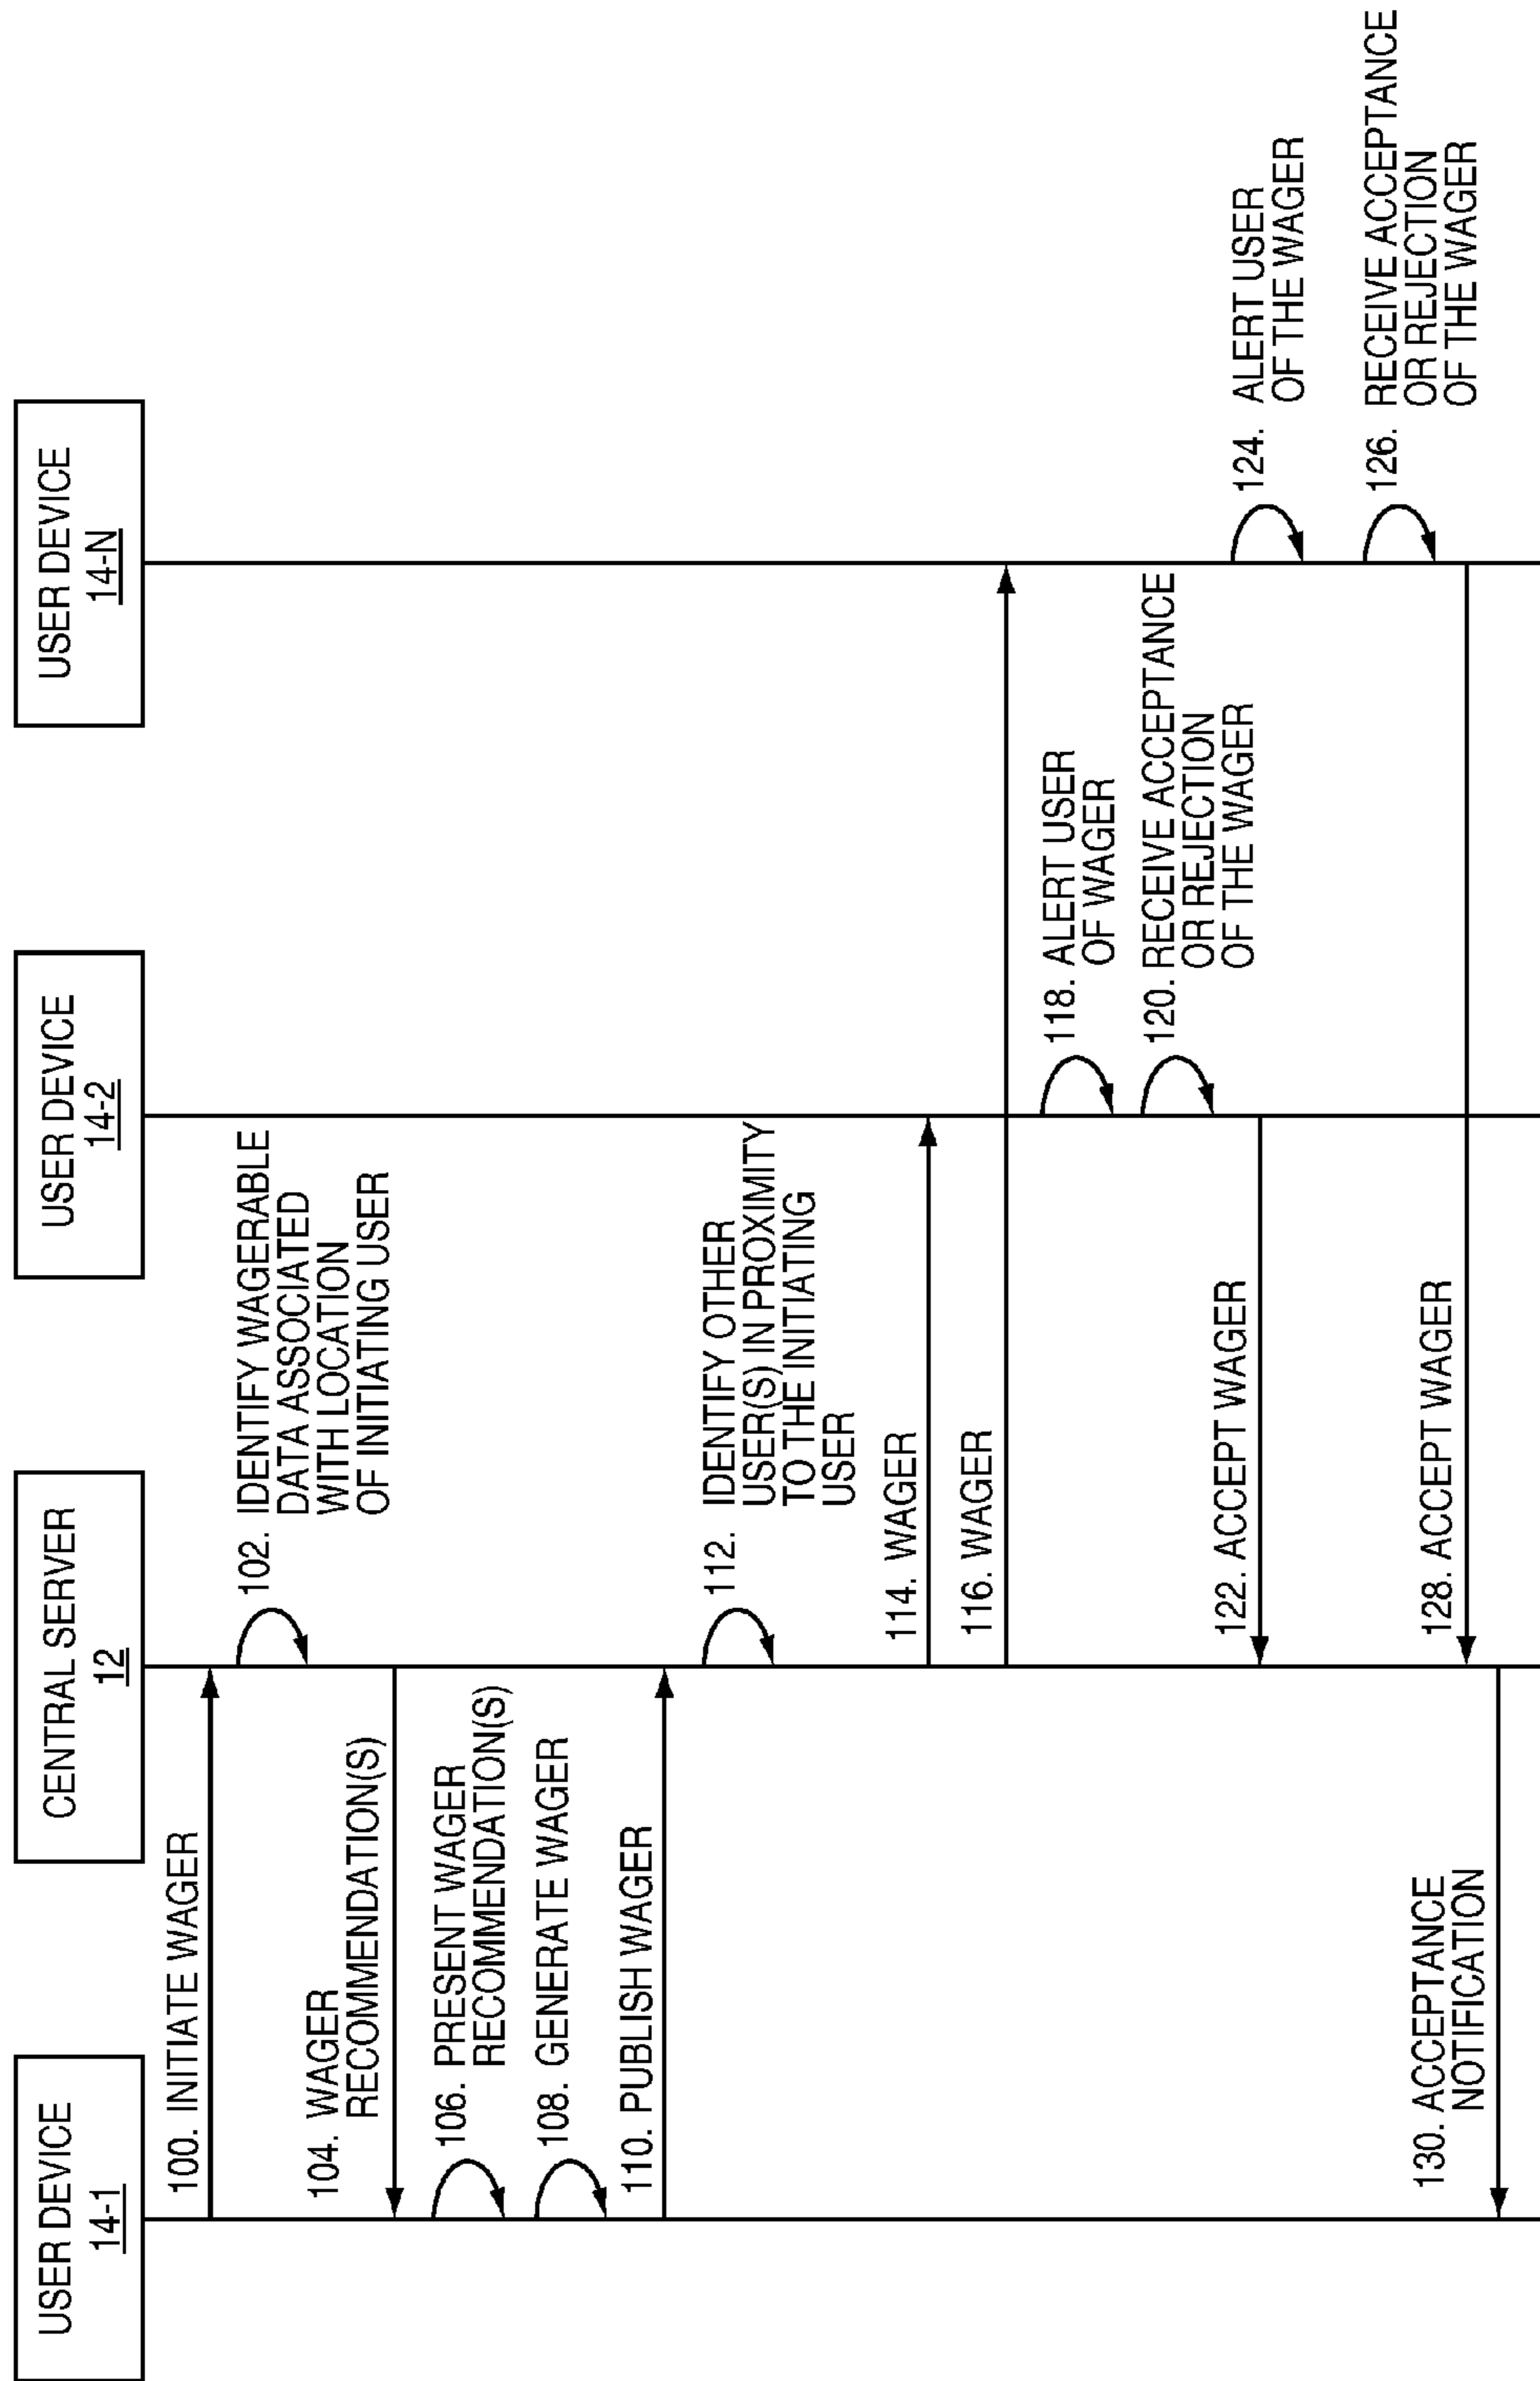 USER DEVICE
14-1
CENTRAL SERVER
12
USER DEVICE
14-2
USER DEVICE
14-N
100. INITIATE WAGER
102. IDENTIFY WAGERABLE
DATA ASSOCIATED
WITH LOCATION
OF INITIATING USER
104. WAGER
RECOMMENDATION(S)
106. PRESENT WAGER
RECOMMENDATION(S)
108. GENERATE WAGER
110. PUBLISH WAGER
112. IDENTIFY OTHER
USER(S) IN PROXIMITY
TO THE INITIATING
USER
114. WAGER
116. WAGER
118. ALERT USER
OF WAGER
120. RECEIVE ACCEPTANCE
OR REJECTION
OF THE WAGER
122. ACCEPT WAGER
124. ALERT USER
OF THE WAGER
126. RECEIVE ACCEPTANCE
OR REJECTION
OF THE WAGER
128. ACCEPT WAGER
130. ACCEPTANCE
NOTIFICATION